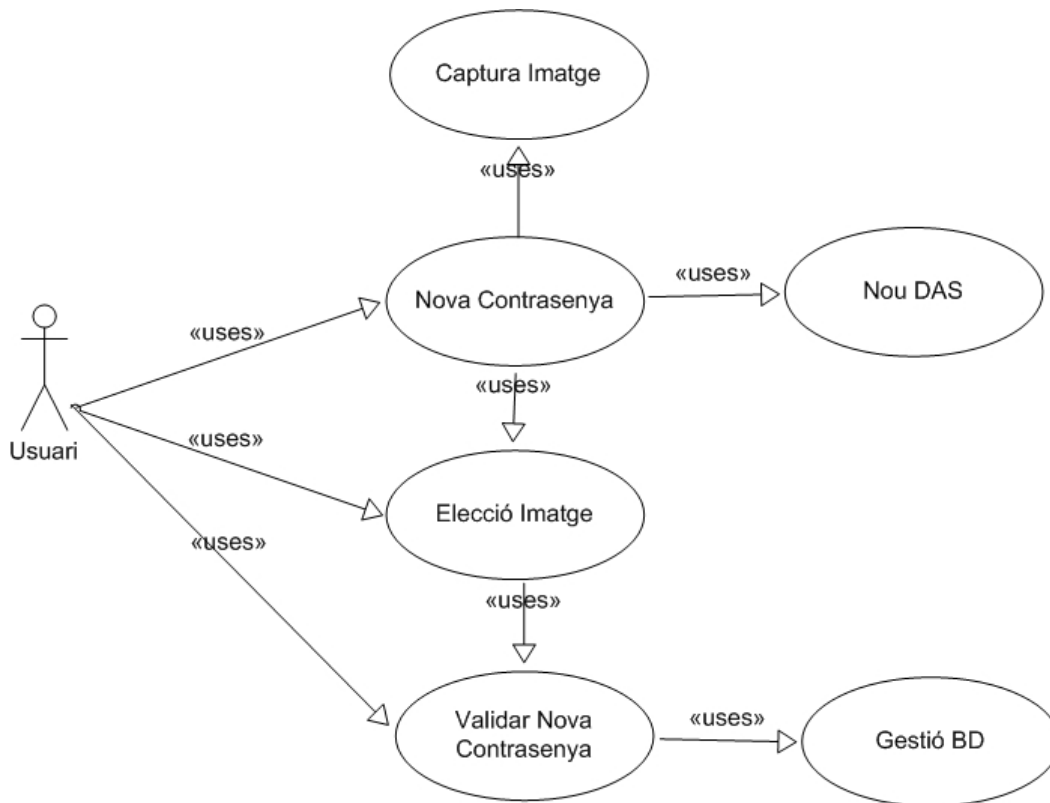 Captura Imatge
«uses»
Nova Contrasenya
«uses»
Nou DAS
«uses»
«uses»
Usuari
«uses»
Elecció Imatge
«uses»
«uses»
Validar Nova
Contrasenya
«uses»
Gestió BD